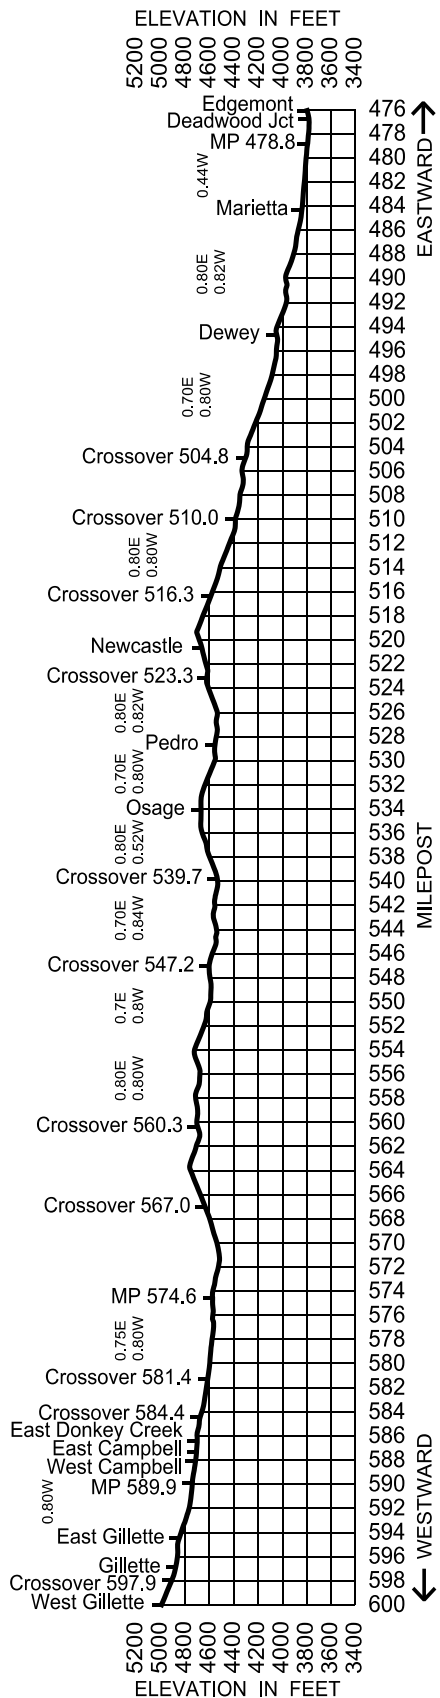 ELEVATION IN FEET
5200 5000 4800 4600 4400 4200 4000 3800 3600 3400
Edgemont
476
Deadwood Jct
478
MP 478.8
480
0.44W
482
Marietta
484
486
EASTWARD
488
0.80E
0.82W
490
492
494
Dewey
496
498
0.70E
0.80W
500
502
504
Crossover 504.8
506
508
Crossover 510.0
510
512
0.80E
0.80W
514
Crossover 516.3
516
518
520
Newcastle
522
Crossover 523.3
524
0.80E
0.82W
526
528
Pedro
530
0.70E
0.80W
532
Osage
534
536
0.80E
0.52W
538
Crossover 539.7
540
MILEPOST
542
0.70E
0.84W
544
546
Crossover 547.2
548
0.7E
0.8W
550
552
554
0.80E
0.80W
556
558
560
Crossover 560.3
562
564
566
Crossover 567.0
568
570
572
574
MP 574.6
576
0.75E
0.80W
578
580
Crossover 581.4
582
Crossover 584.4
584
East Donkey Creek
586
East Campbell
West Campbell
588
MP 589.9
590
0.80W
592
WESTWARD
East Gillette
594
596
Gillette
Crossover 597.9
598
West Gillette
600
5200 5000 4800 4600 4400 4200 4000 3800 3600 3400
ELEVATION IN FEET